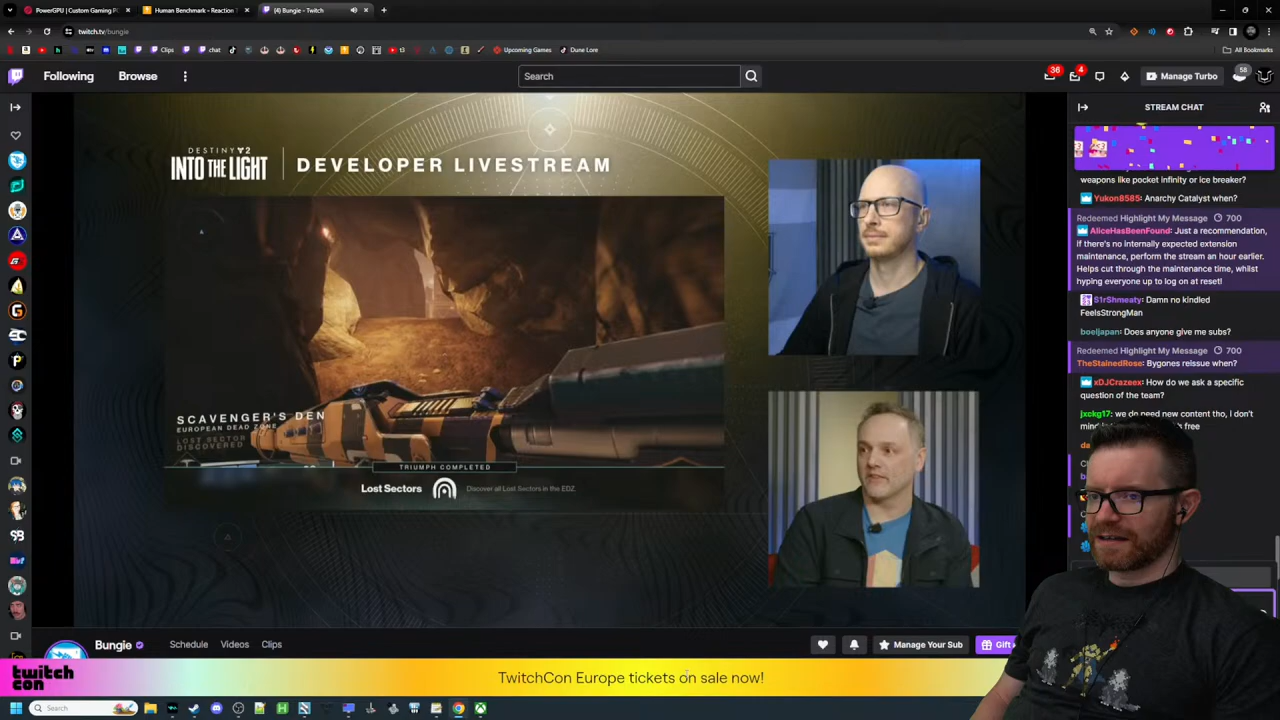 PowerGPU | Custom Gaming PC
Human Benchmark - Reaction T
(4) Bungie - Twitch
twitch.tv/bungie
Clips
chat
t3
Upcoming Games
Dune Lore
All Bookmarks
Following
Browse
Search
36
4
Manage Turbo
58
STREAM CHAT
DESTINY 2
INTO THE LIGHT
DEVELOPER LIVESTREAM
SCAVENGER'S DEN
EUROPEAN DEAD ZONE
LOST SECTOR
DISCOVERED
TRIUMPH COMPLETED
Lost Sectors
Discover all Lost Sectors in the EDZ.
weapons like pocket infinity or ice breaker?
Yukon8585: Anarchy Catalyst when?
Redeemed Highlight My Message 700
AliceHasBeenFound: Just a recommendation,
if there's no internally expected extension
maintenance, perform the stream an hour earlier.
Helps cut through the maintenance time, whilst
hyping everyone up to log on at reset!
S1rShmeaty: Damn no kindled
FeelsStrongMan
boeljapan: Does anyone give me subs?
Redeemed Highlight My Message 700
TheStainedRose: Bygones reissue when?
xDJCrazeex: How do we ask a specific
question of the team?
jxckg17: we do need new content tho, I don't
Bungie
Schedule
Videos
Clips
Manage Your Sub
Gift
twitch
con
TwitchCon Europe tickets on sale now!
Search